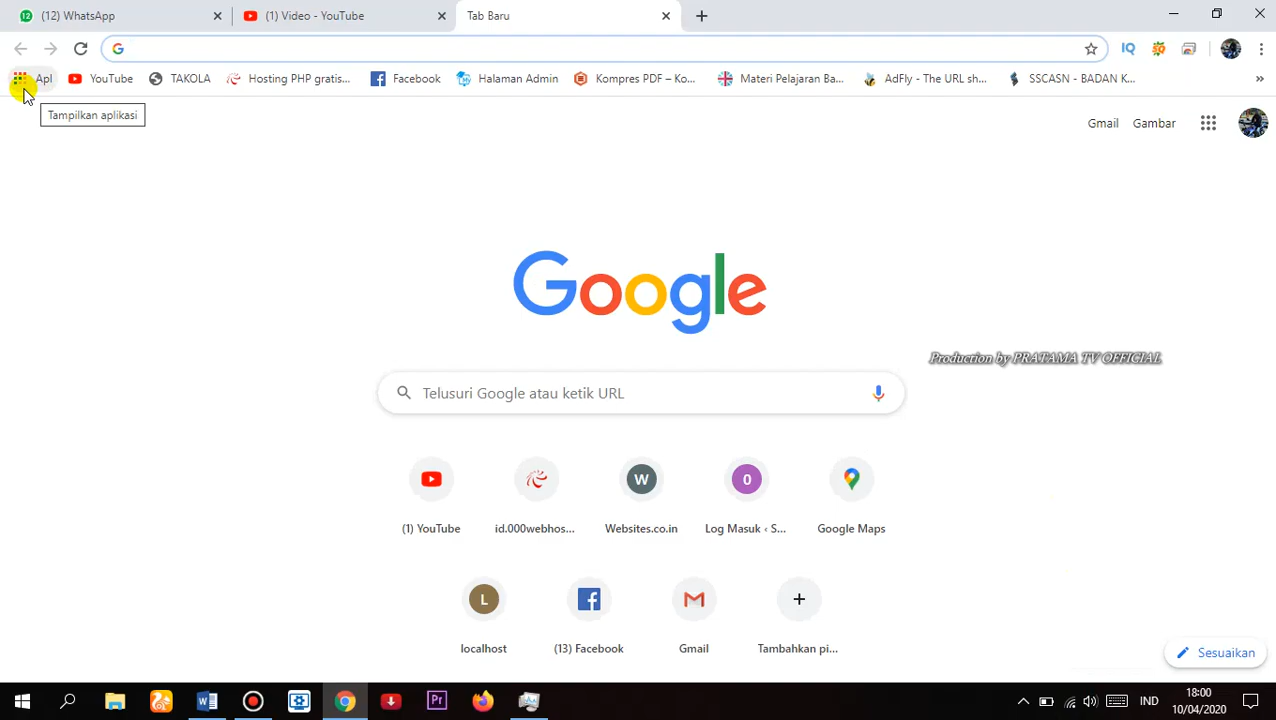 (12) WhatsApp
(1) Video - YouTube
Tab Baru
Apl
YouTube
TAKOLA
Hosting PHP gratis...
Facebook
Halaman Admin
Kompres PDF – Ko...
Materi Pelajaran Ba...
AdFly - The URL sh...
SSCASN - BADAN K...
»
Tampilkan aplikasi
Gmail
Gambar
Google
Production by PRATAMA TV OFFICIAL
Telusuri Google atau ketik URL
W
0
(1) YouTube
id.000webhos...
Websites.co.in
Log Masuk ‹ S...
Google Maps
L
localhost
(13) Facebook
Gmail
Tambahkan pi...
Sesuaikan
IND
18:00
10/04/2020